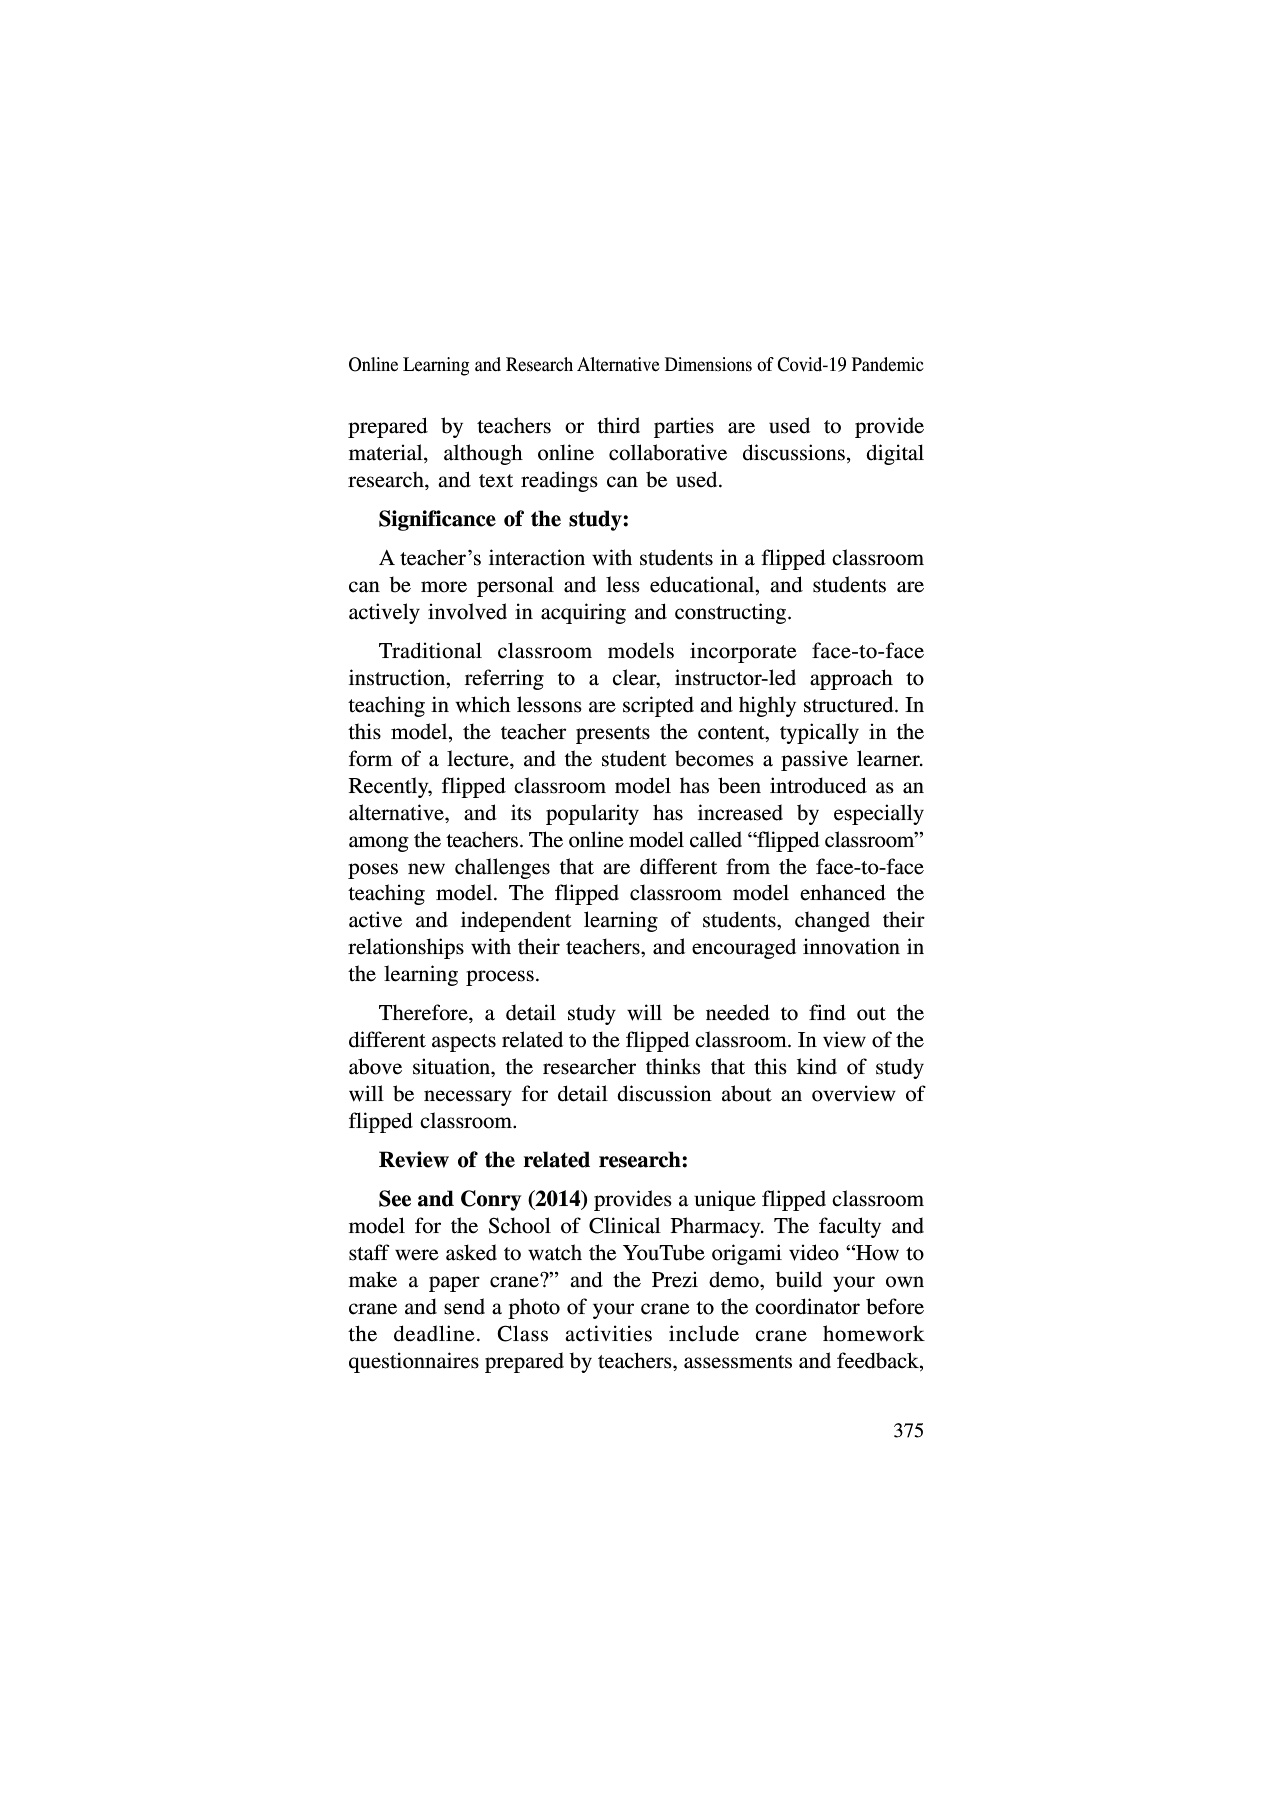 Online Learning and Research Alternative Dimensions of Covid-19 Pandemic
prepared by teachers or third parties are used to provide
material, although online collaborative discussions, digital
research, and text readings can be used.
Significance of the study:
A teacher’s interaction with students in a flipped classroom
can be more personal and less educational, and students are
actively involved in acquiring and constructing.
Traditional classroom models incorporate face-to-face
instruction, referring to a clear, instructor-led approach to
teaching in which lessons are scripted and highly structured. In
this model, the teacher presents the content, typically in the
form of a lecture, and the student becomes a passive learner.
Recently, flipped classroom model has been introduced as an
alternative, and its popularity has increased by especially
among the teachers. The online model called “flipped classroom”
poses new challenges that are different from the face-to-face
teaching model. The flipped classroom model enhanced the
active and independent learning of students, changed their
relationships with their teachers, and encouraged innovation in
the learning process.
Therefore, a detail study will be needed to find out the
different aspects related to the flipped classroom. In view of the
above situation, the researcher thinks that this kind of study
will be necessary for detail discussion about an overview of
flipped classroom.
Review of the related research:
See and Conry (2014) provides a unique flipped classroom
model for the School of Clinical Pharmacy. The faculty and
staff were asked to watch the YouTube origami video “How to
make a paper crane?” and the Prezi demo, build your own
crane and send a photo of your crane to the coordinator before
the deadline. Class activities include crane homework
questionnaires prepared by teachers, assessments and feedback,
375